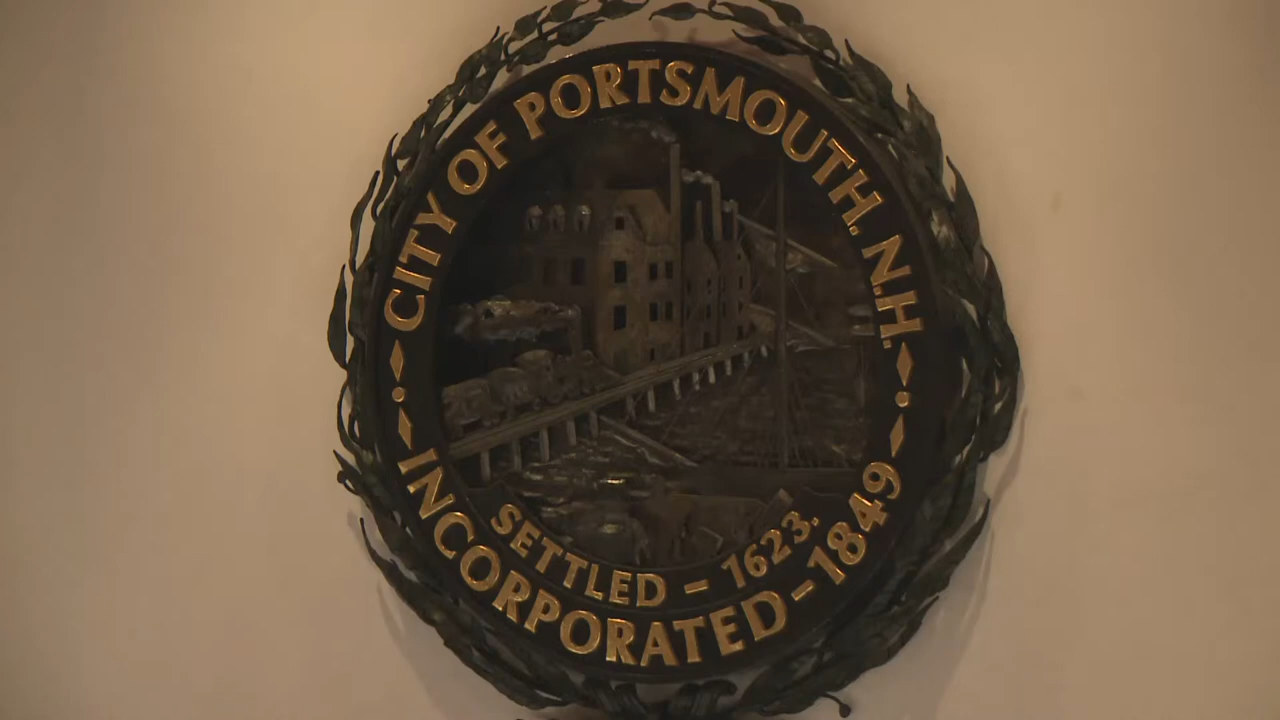 CITY OF PORTSMOUTH. N.H.
SETTLED – 1623.
INCORPORATED – 1849